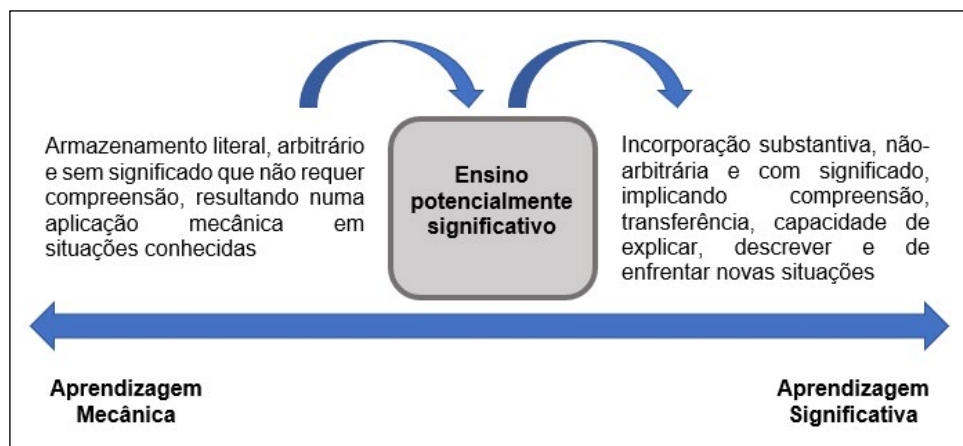 Armazenamento literal, arbitrário
e sem significado que não requer
compreensão, resultando numa
aplicação mecânica em
situações conhecidas
Ensino
potencialmente
significativo
Incorporação substantiva, não-
arbitrária e com significado,
implicando compreensão,
transferência, capacidade de
explicar, descrever e de
enfrentar novas situações
Aprendizagem
Mecânica
Aprendizagem
Significativa